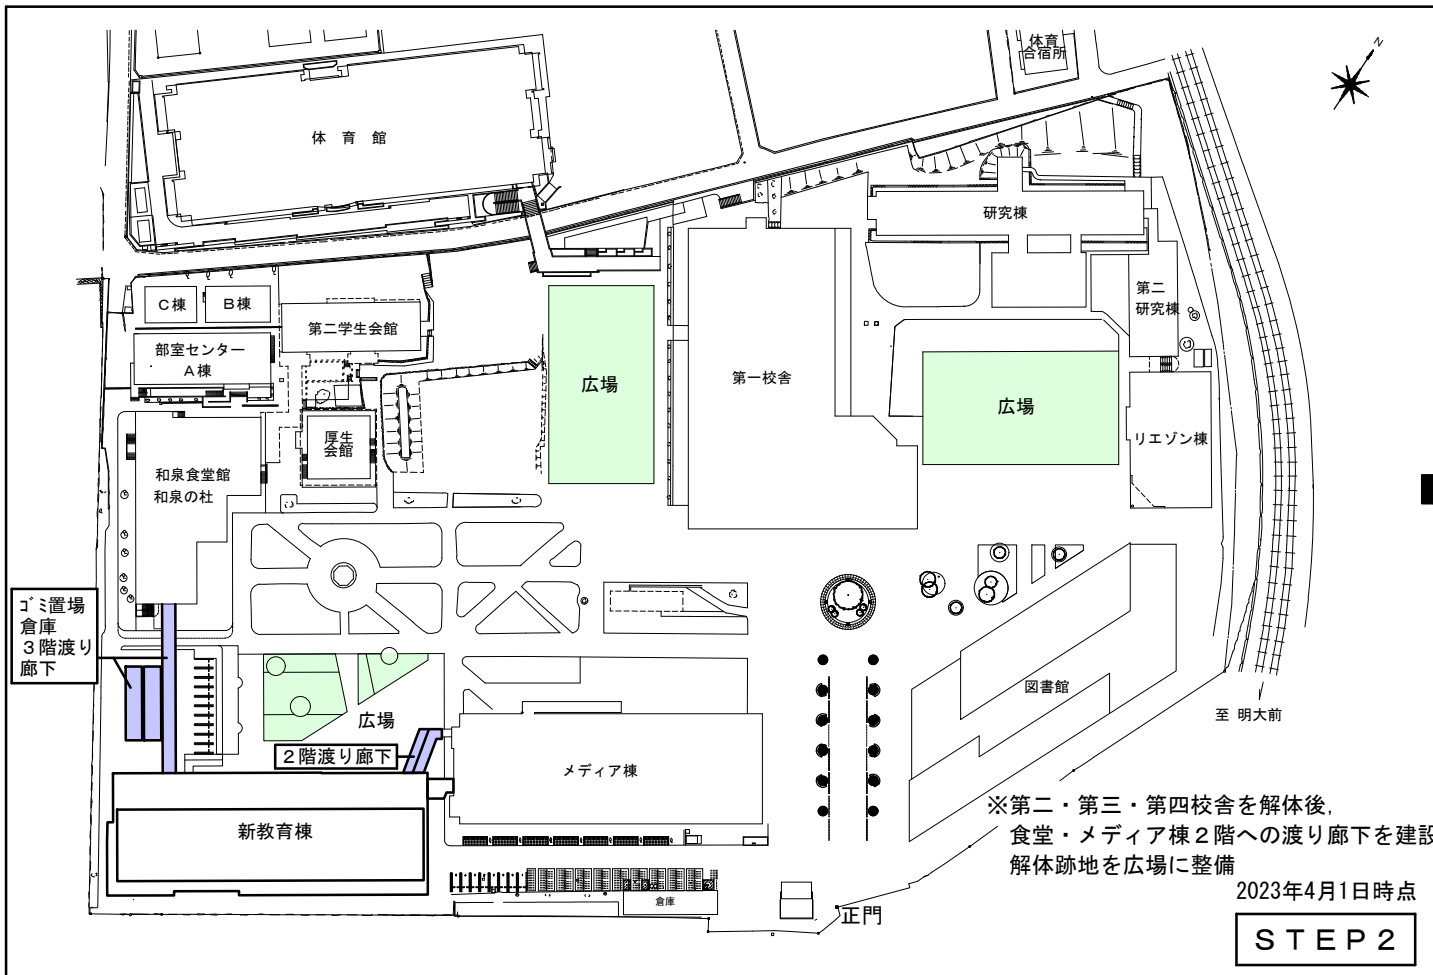 体育
合宿所
N
体 育 館
研究棟
C棟
B棟
第二学生会館
第二
研究棟
部室センター
A棟
広場
第一校舎
広場
厚生
会館
リエゾン棟
和泉食堂館
和泉の杜
ゴミ置場
倉庫
3階渡り
廊下
図書館
至 明大前
広場
2階渡り廊下
メディア棟
新教育棟
※第二・第三・第四校舎を解体後,
食堂・メディア棟2階への渡り廊下を建設
解体跡地を広場に整備
2023年4月1日時点
倉庫
正門
STEP2